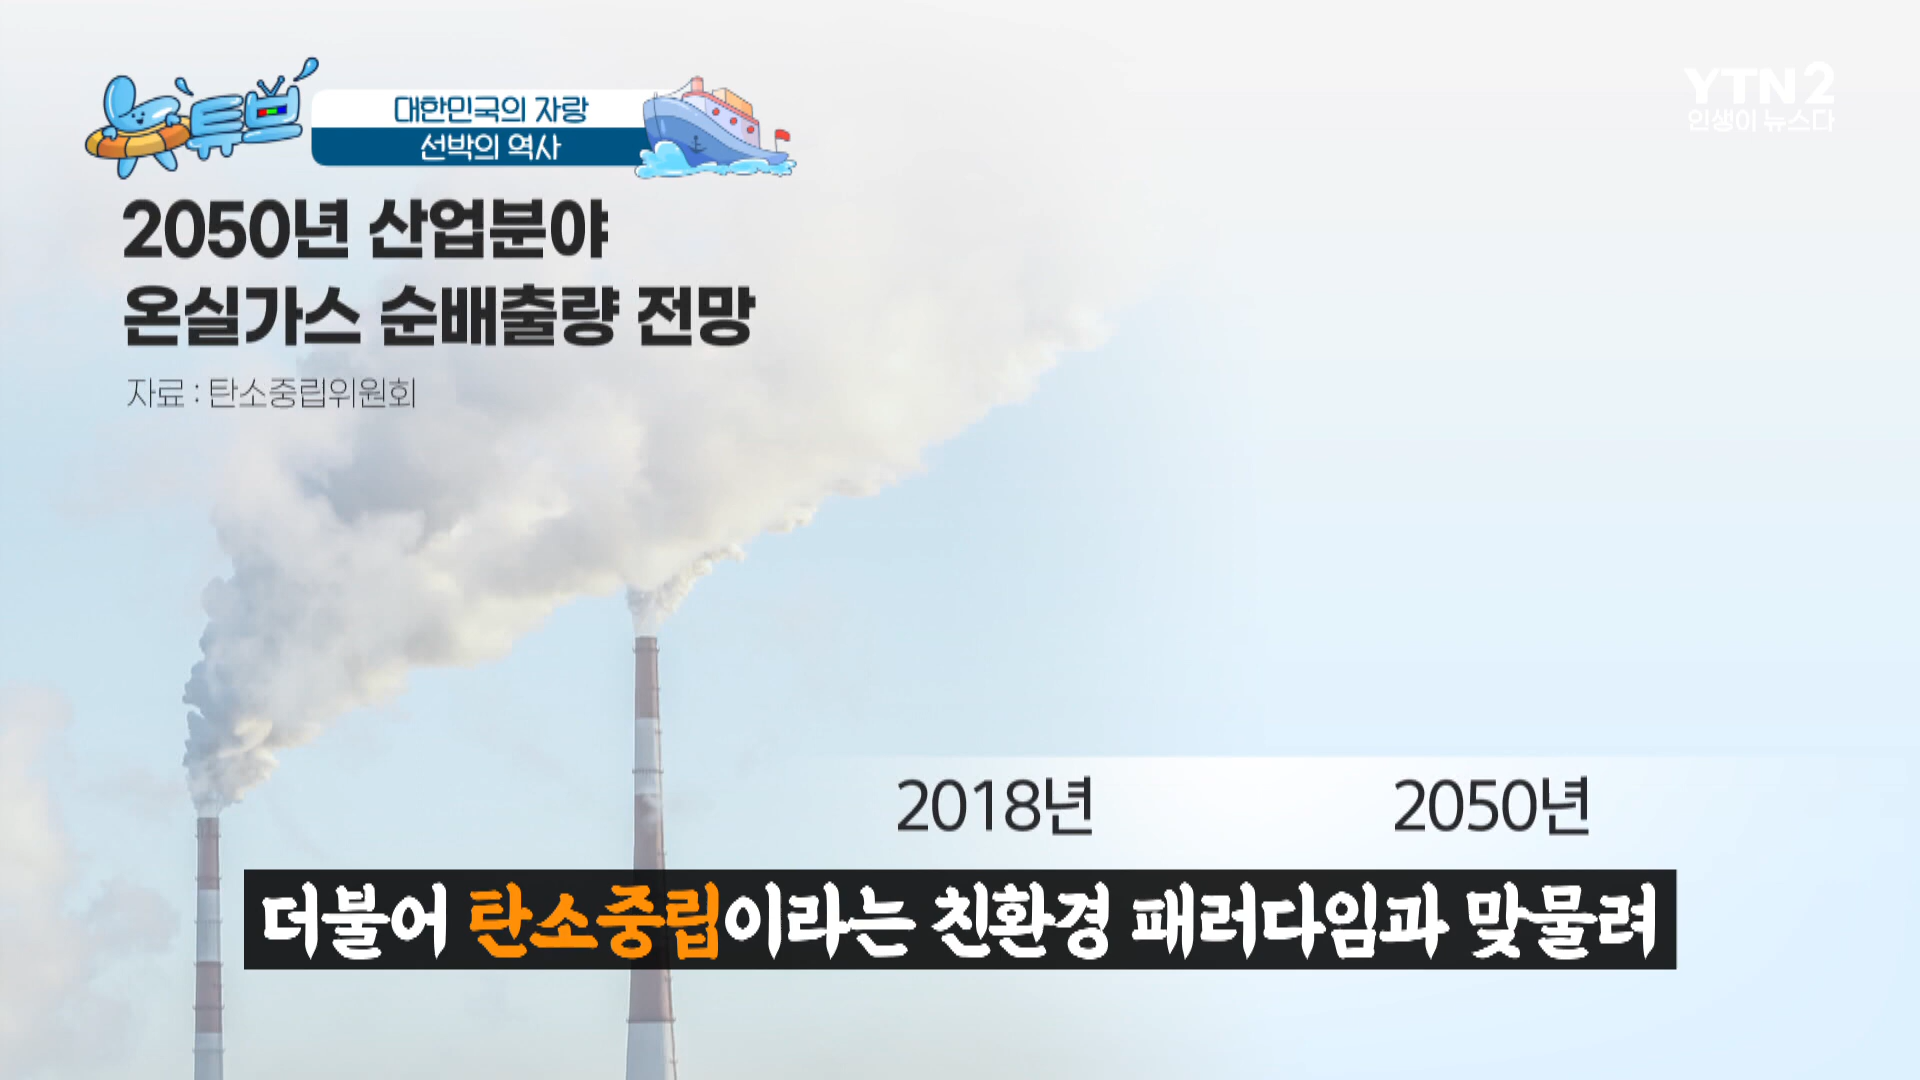 뉴튜브
대한민국의 자랑
선박의 역사
YTN2
인생이 뉴스다
2050년 산업분야
온실가스 순배출량 전망
자료 : 탄소중립위원회
2018년
2050년
더불어 탄소중립이라는 친환경 패러다임과 맞물려